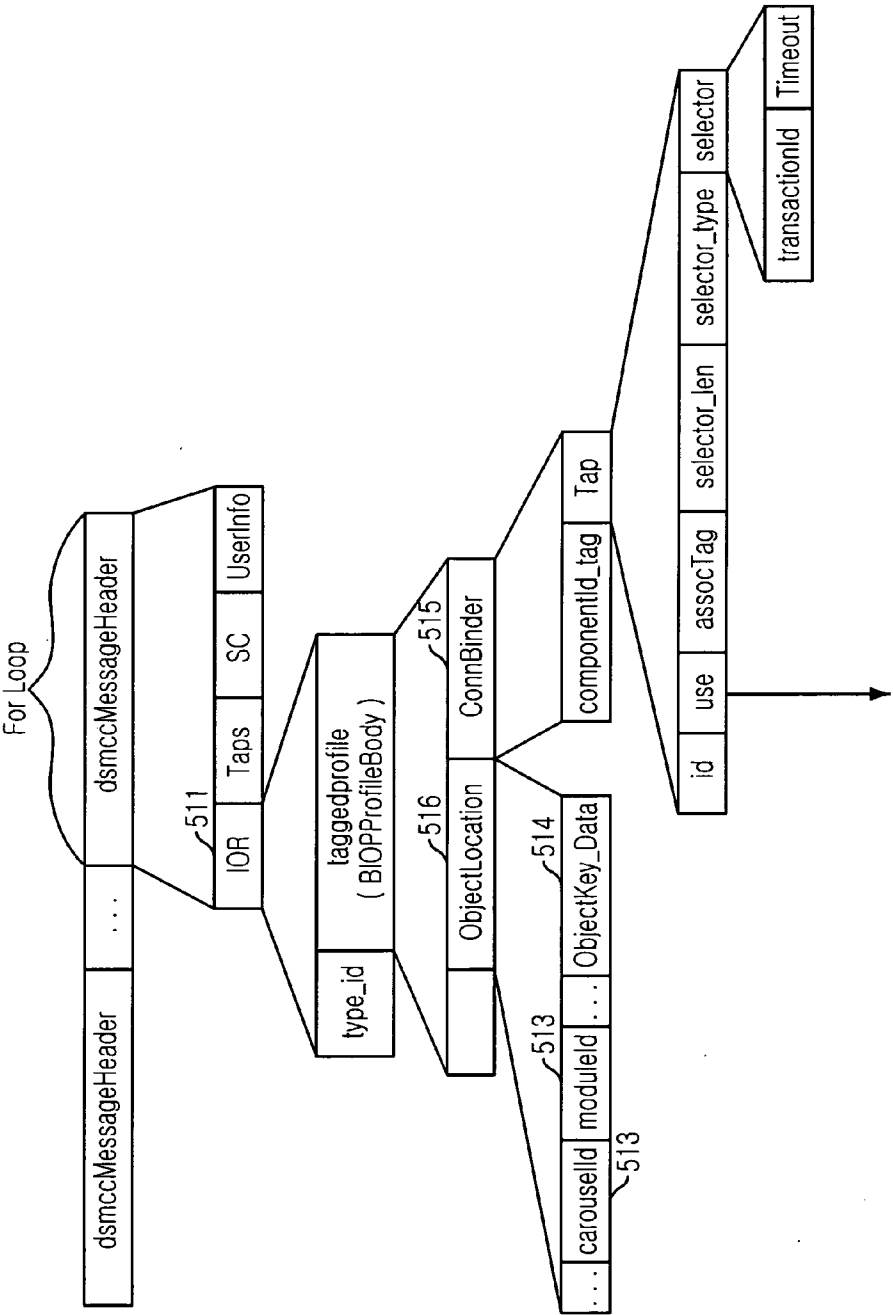 For Loop
dsmccMessageHeader ... dsmccMessageHeader
511
IOR Taps SC UserInfo
type_id taggedprofile
( BIOPProfileBody )
516 515
ObjectLocation ConnBinder
513 514
... carouselId moduleId ... ObjectKey_Data componentId_tag Tap
513
id use assocTag selector_len selector_type selector
transactionId Timeout